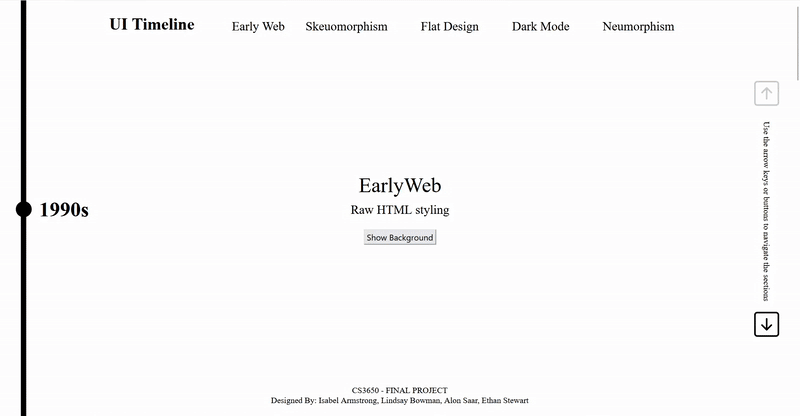 UI Timeline
Early Web
Skeuomorphism
Flat Design
Dark Mode
Neumorphism
1990s
EarlyWeb
Raw HTML styling
Show Background
Use the arrow keys or buttons to navigate the sections
CS3650 - FINAL PROJECT
Designed By: Isabel Armstrong, Lindsay Bowman, Alon Saar, Ethan Stewart